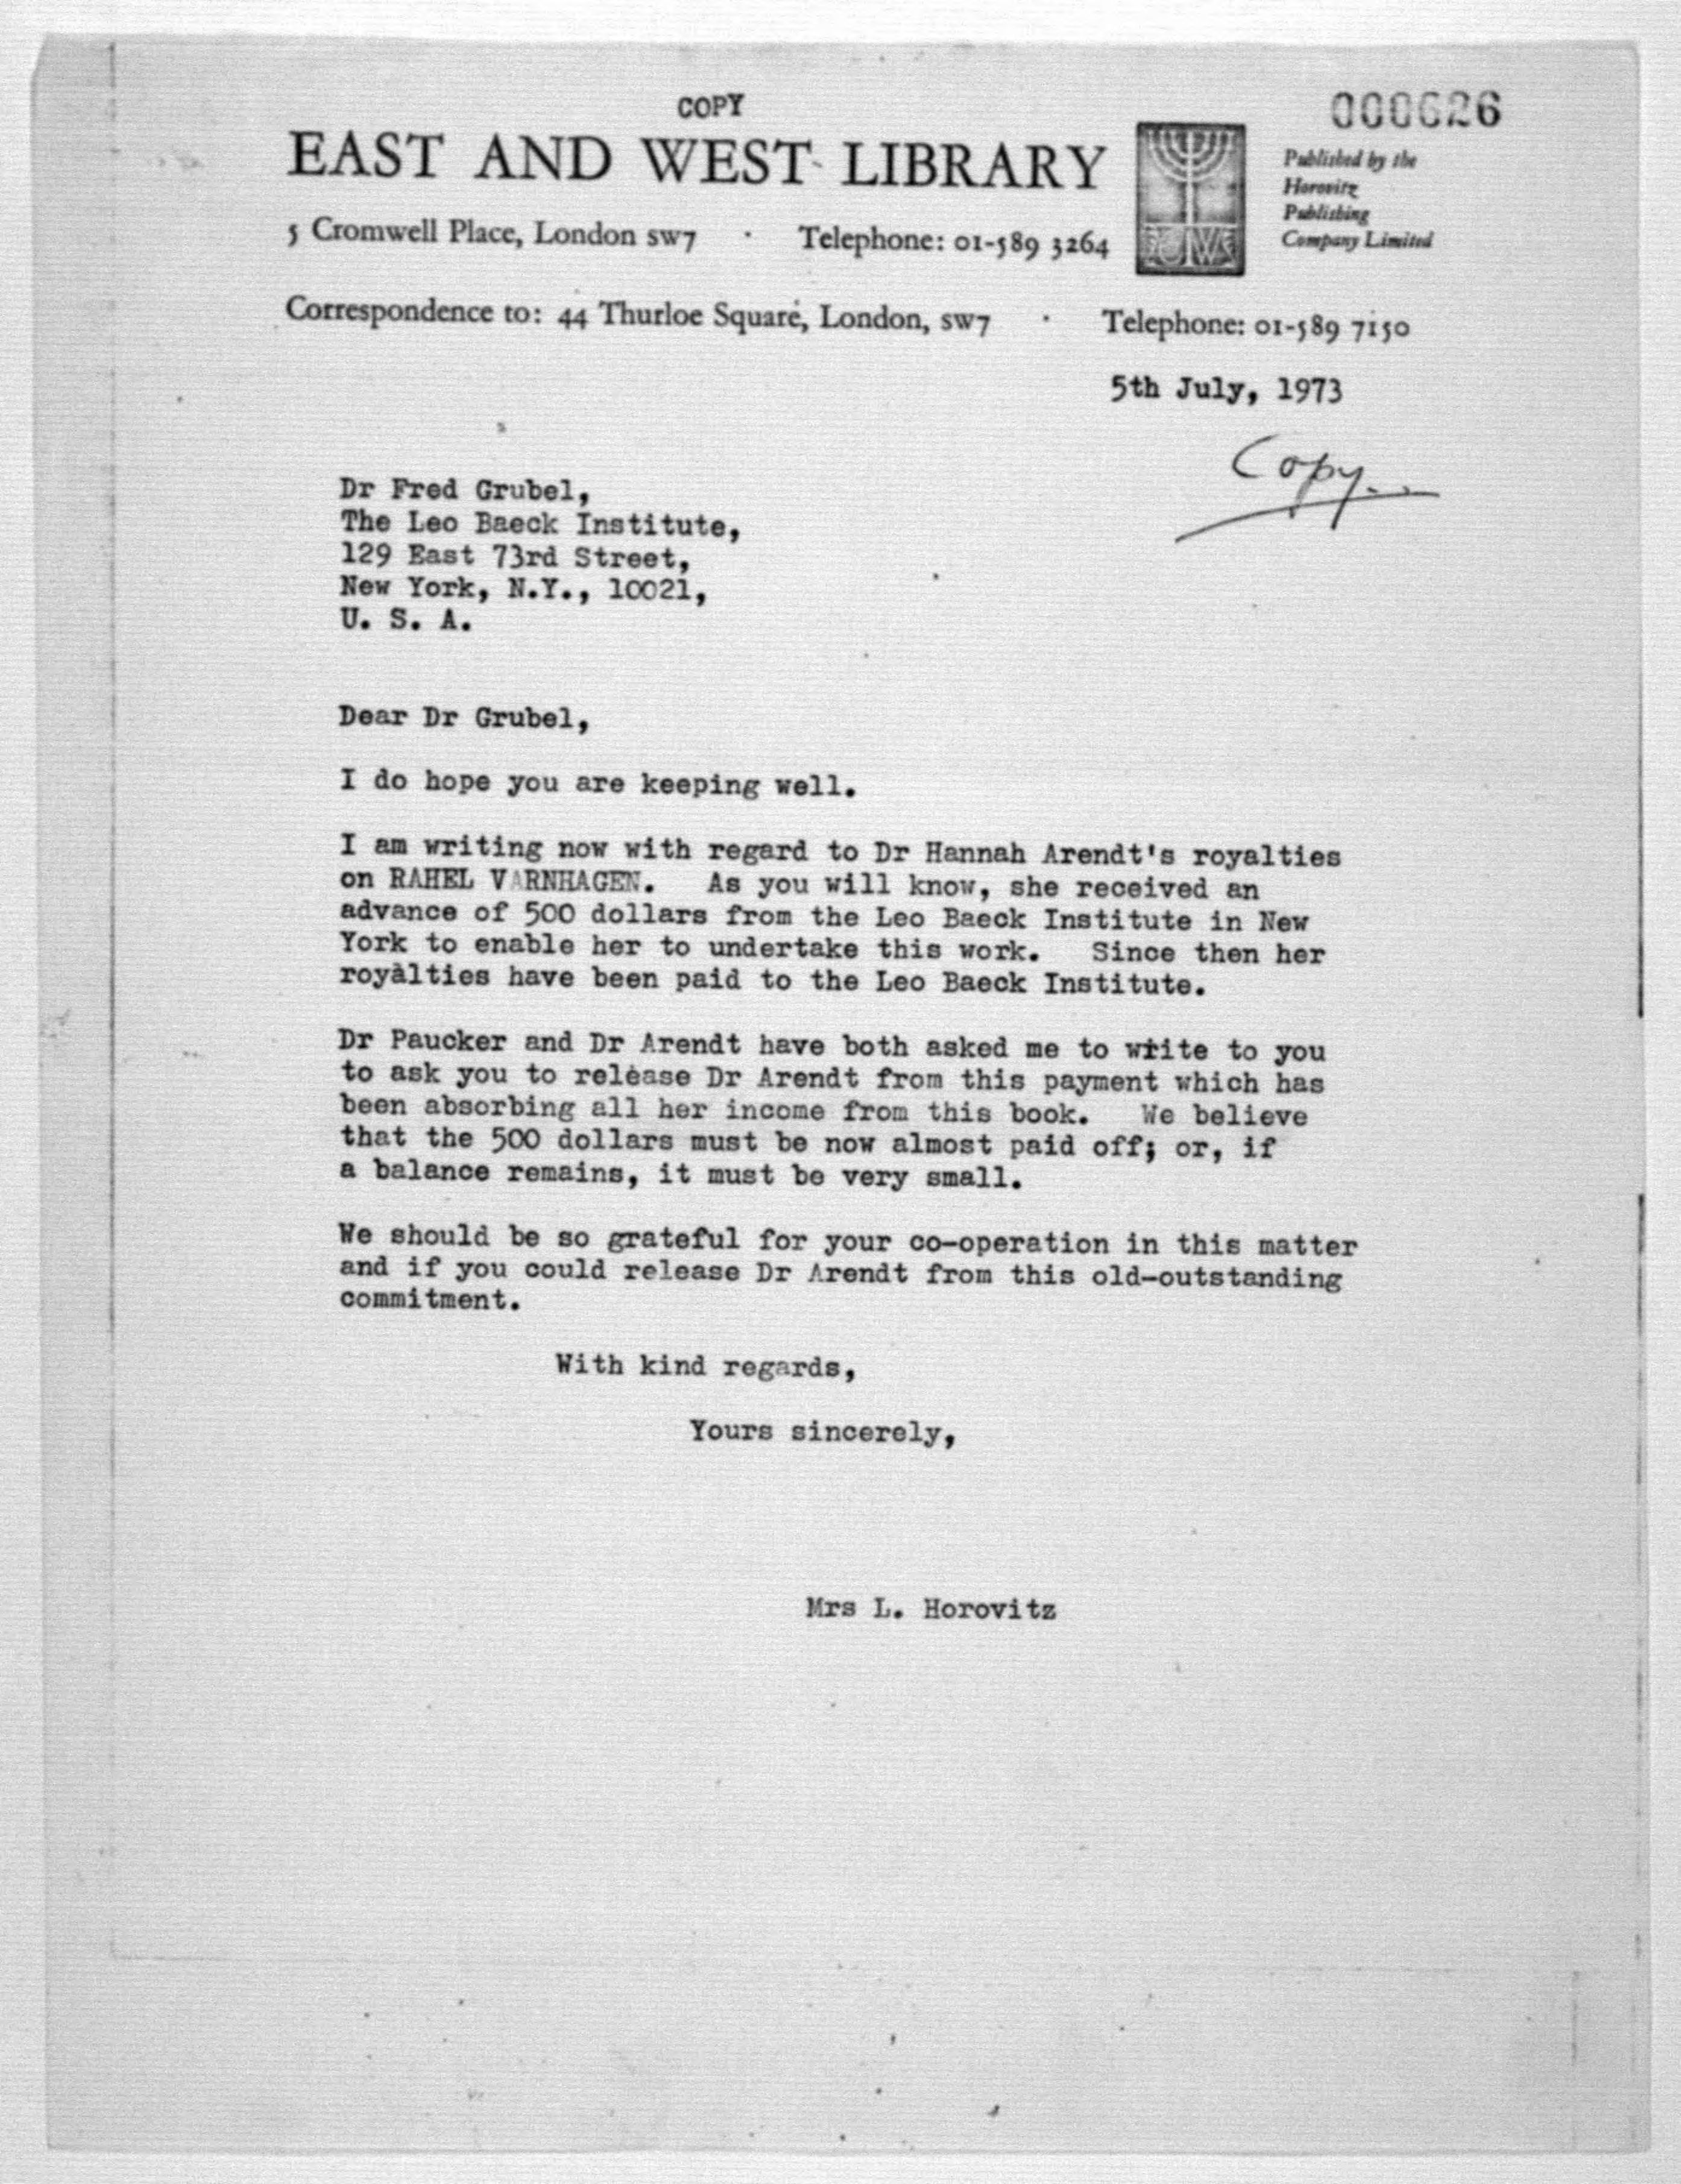 COPY
000626
EAST AND WEST LIBRARY
Published by the
Horovitz
Publishing
Company Limited
5 Cromwell Place, London SW7 · Telephone: 01-589 3264
Correspondence to: 44 Thurloe Square, London, SW7 · Telephone: 01-589 7150
5th July, 1973
Copy
Dr Fred Grubel,
The Leo Baeck Institute,
129 East 73rd Street,
New York, N.Y., 10021,
U. S. A.
Dear Dr Grubel,
I do hope you are keeping well.
I am writing now with regard to Dr Hannah Arendt's royalties
on RAHEL VARNHAGEN. As you will know, she received an
advance of 500 dollars from the Leo Baeck Institute in New
York to enable her to undertake this work. Since then her
royalties have been paid to the Leo Baeck Institute.
Dr Paucker and Dr Arendt have both asked me to write to you
to ask you to release Dr Arendt from this payment which has
been absorbing all her income from this book. We believe
that the 500 dollars must be now almost paid off; or, if
a balance remains, it must be very small.
We should be so grateful for your co-operation in this matter
and if you could release Dr Arendt from this old-outstanding
commitment.
With kind regards,
Yours sincerely,
Mrs L. Horovitz